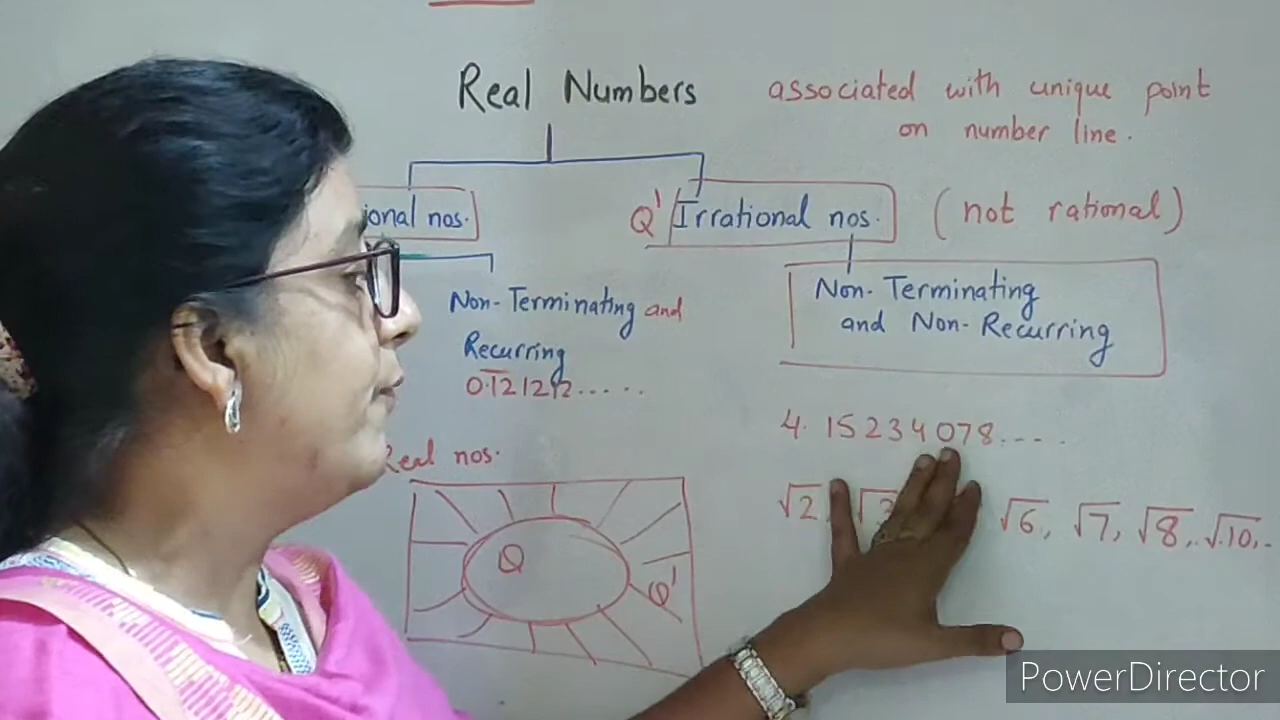 Real Numbers associated with unique point
on number line.
ional nos.
Q' Irrational nos. (not rational)
Non-Terminating and
Recurring
0.121212.....
Non-Terminating
and Non-Recurring
4.15234078....
√2, √3 √6, √7, √8, √10,.
Real nos.
Q
Q'
PowerDirector